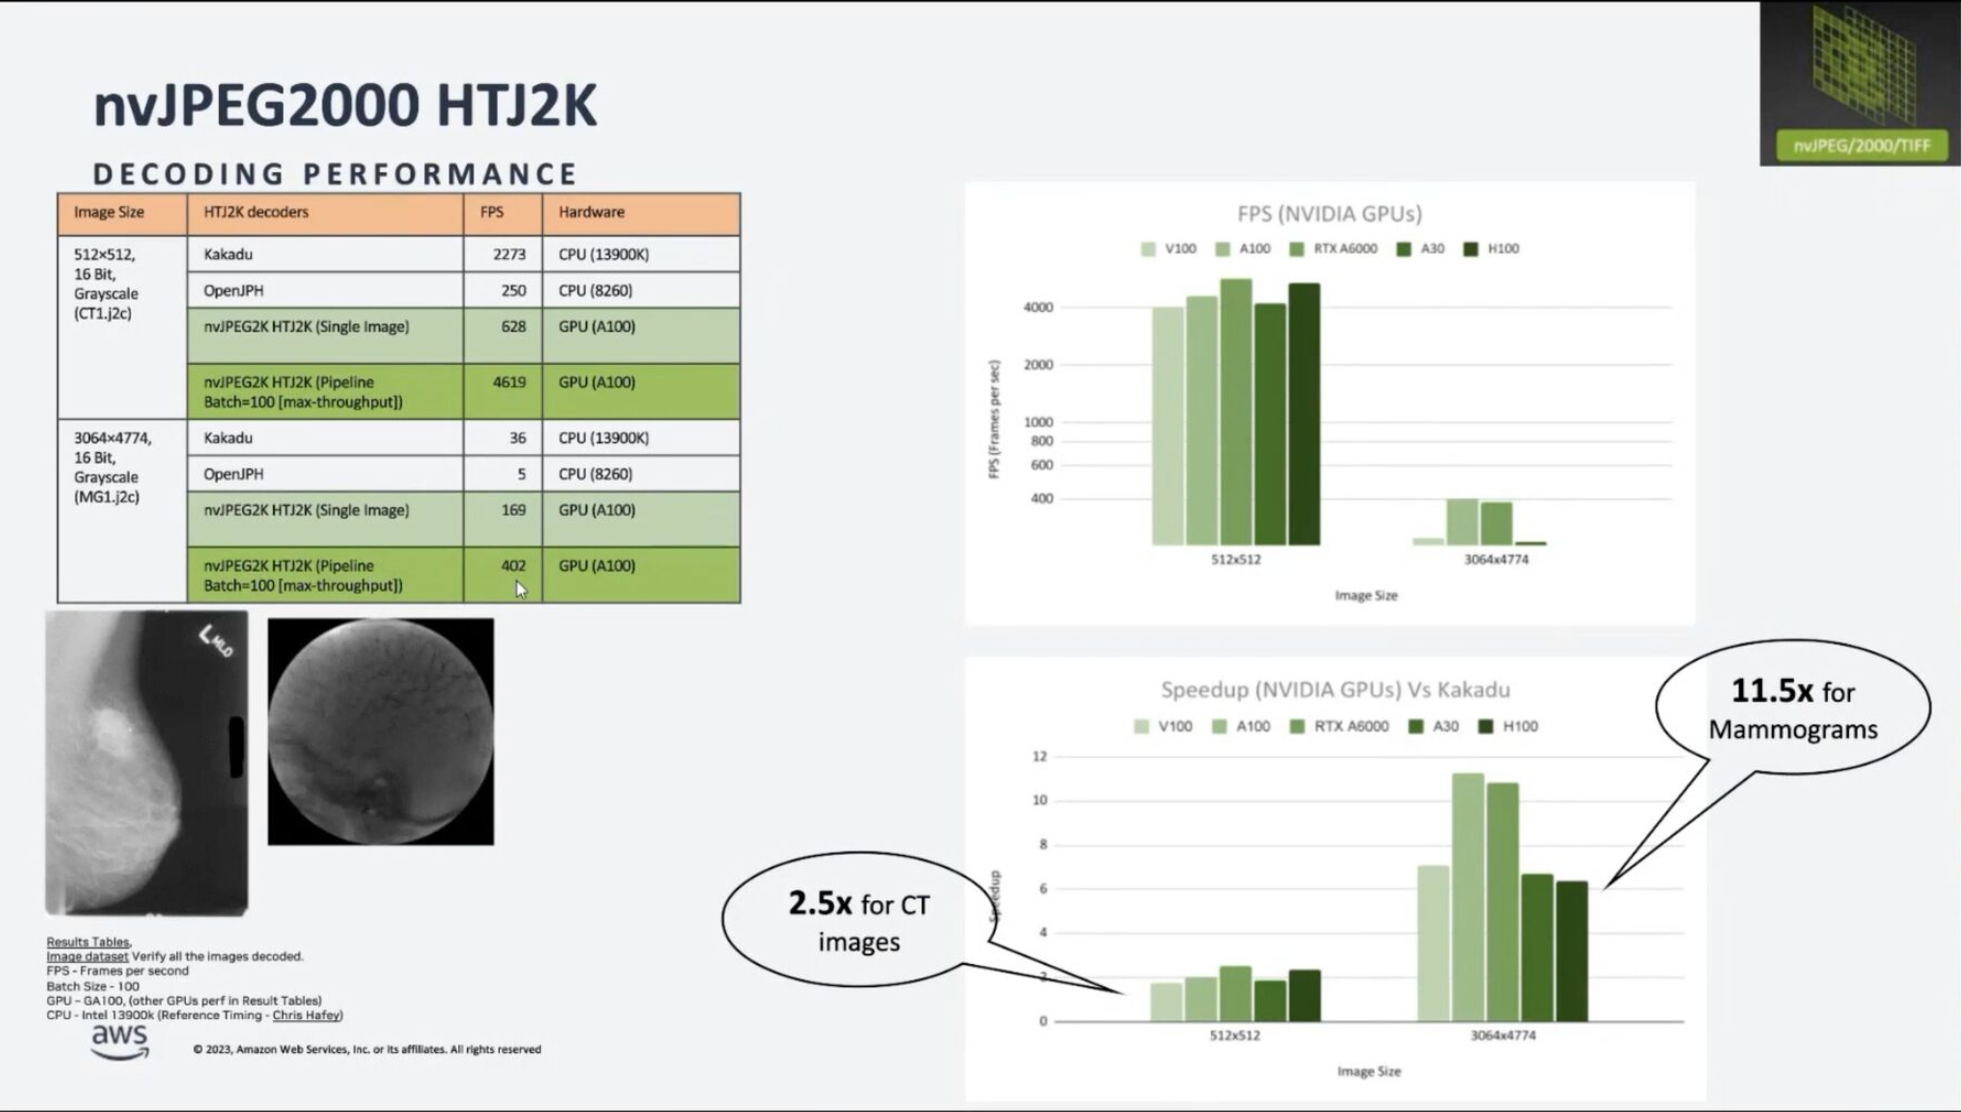 nvJPEG2000 HTJ2K
nvJPEG/2000/TIFF
DECODING PERFORMANCE
Image Size HTJ2K decoders FPS Hardware
512×512,
16 Bit,
Grayscale
(CT1.j2c)
Kakadu 2273 CPU (13900K)
OpenJPH 250 CPU (8260)
nvJPEG2K HTJ2K (Single Image) 628 GPU (A100)
nvJPEG2K HTJ2K (Pipeline 4619 GPU (A100)
Batch=100 [max-throughput])
3064×4774,
16 Bit,
Grayscale
(MG1.j2c)
Kakadu 36 CPU (13900K)
OpenJPH 5 CPU (8260)
nvJPEG2K HTJ2K (Single Image) 169 GPU (A100)
nvJPEG2K HTJ2K (Pipeline 402 GPU (A100)
Batch=100 [max-throughput])
L MLO
Results Tables,
Image dataset Verify all the images decoded.
FPS - Frames per second
Batch Size - 100
GPU - GA100, (other GPUs perf in Result Tables)
CPU - Intel 13900k (Reference Timing - Chris Hafey)
aws
© 2023, Amazon Web Services, Inc. or its affiliates. All rights reserved
FPS (NVIDIA GPUs)
V100 A100 RTX A6000 A30 H100
FPS (Frames per sec)
4000
2000
1000
800
600
400
512x512 3064x4774
Image Size
Speedup (NVIDIA GPUs) Vs Kakadu
V100 A100 RTX A6000 A30 H100
Speedup
12
10
8
6
4
2
0
512x512 3064x4774
Image Size
11.5x for
Mammograms
2.5x for CT
images